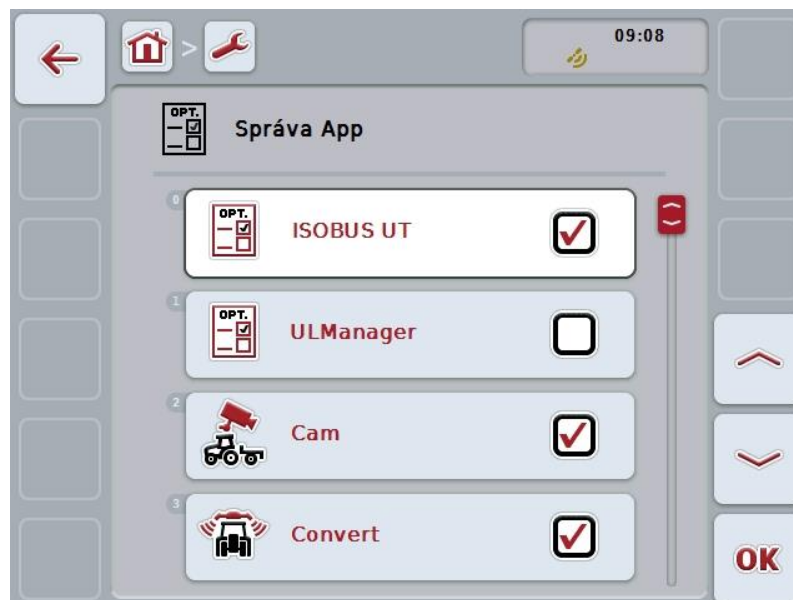 09:08
OPT.
Správa App
0
OPT.
ISOBUS UT
1
OPT.
ULManager
2
Cam
3
Convert
OK